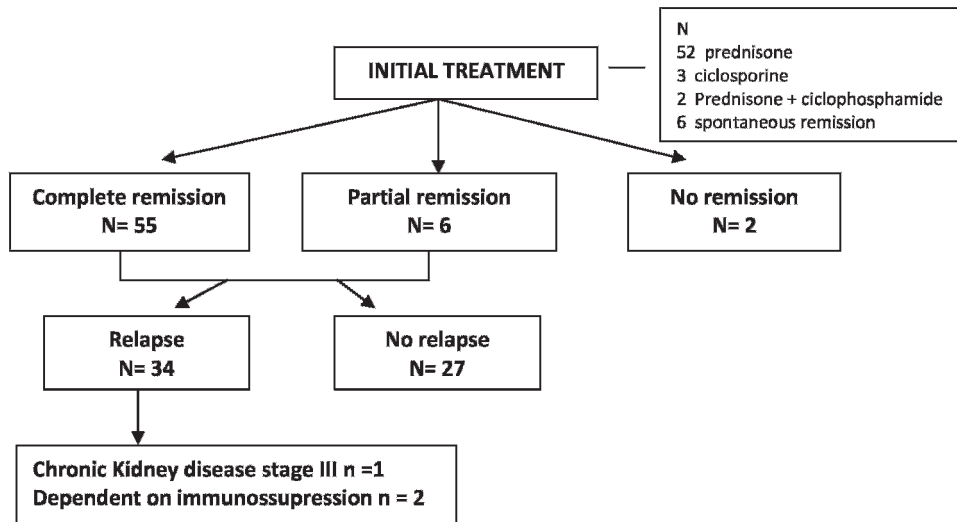 INITIAL TREATMENT
N
52 prednisone
3 ciclosporine
2 Prednisone + ciclophosphamide
6 spontaneous remission
Complete remission
N= 55
Partial remission
N= 6
No remission
N= 2
Relapse
N= 34
No relapse
N= 27
Chronic Kidney disease stage III n =1
Dependent on immunossupression n = 2